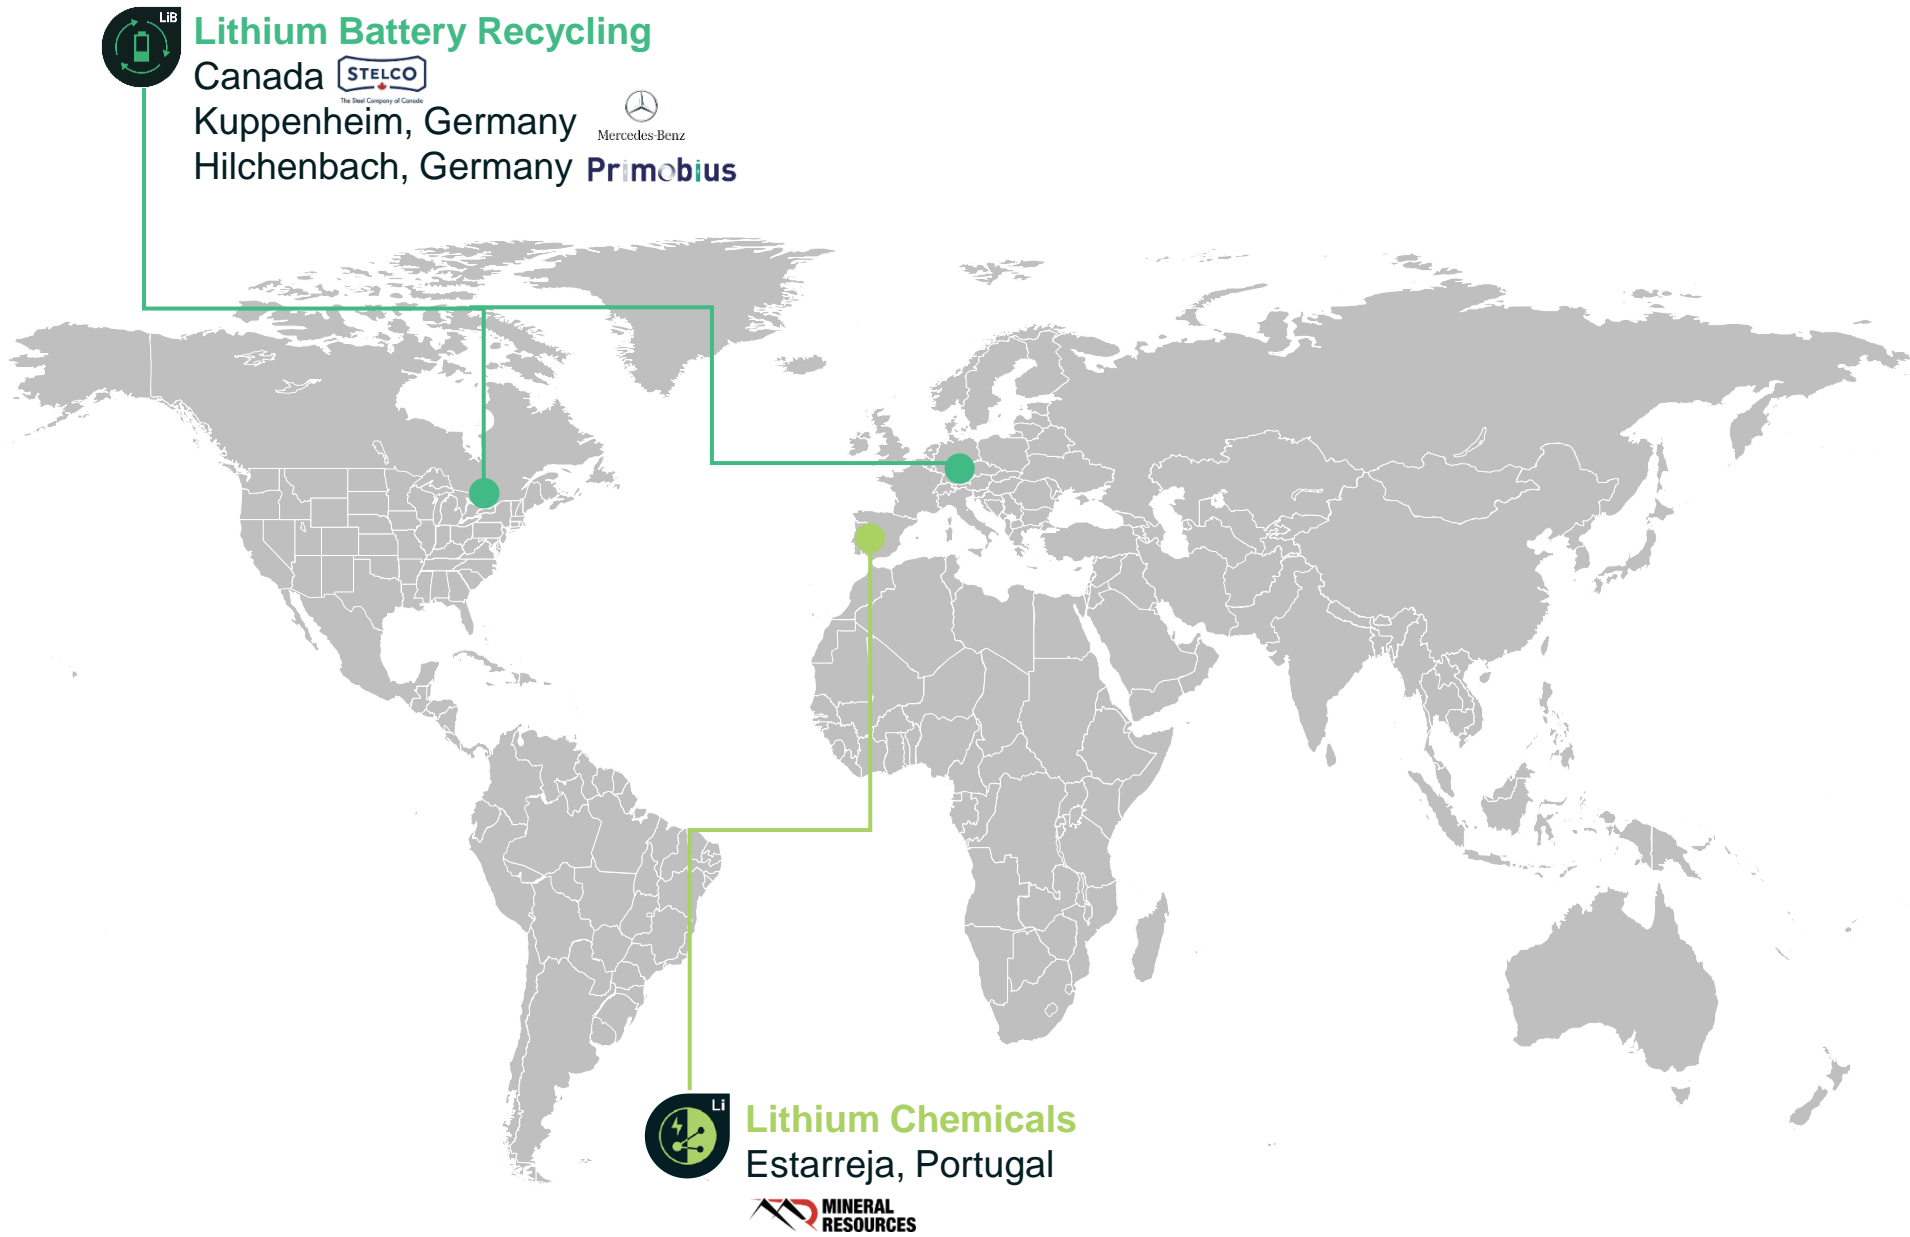 LiB
Lithium Battery Recycling
Canada STELCO
The Steel Company of Canada
Kuppenheim, Germany Mercedes-Benz
Hilchenbach, Germany Primobius
Li
Lithium Chemicals
Estarreja, Portugal
MINERAL
RESOURCES